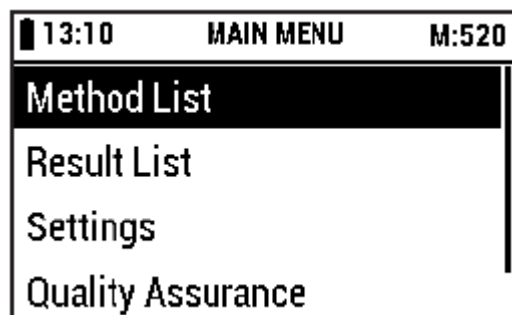 13:10 MAIN MENU M:520
Method List
Result List
Settings
Quality Assurance